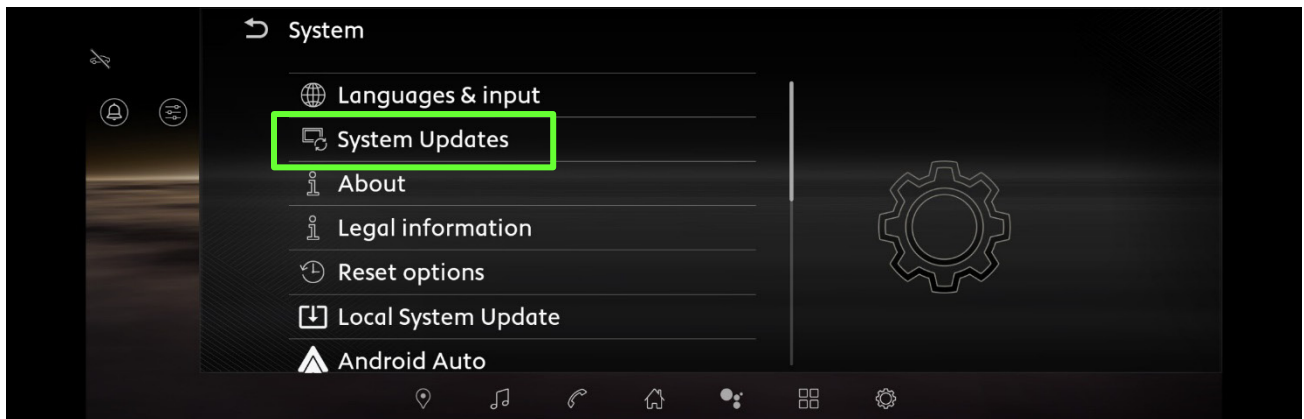 System
Languages & input
System Updates
About
Legal information
Reset options
Local System Update
Android Auto